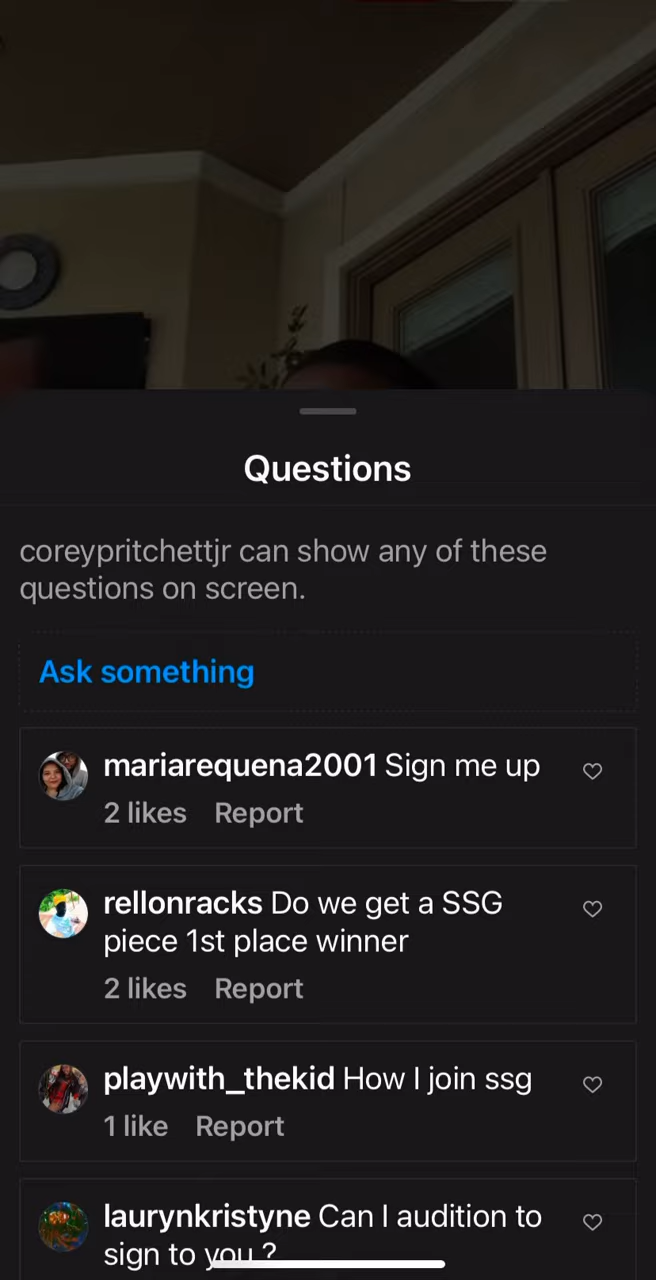 Questions
coreypritchettjr can show any of these
questions on screen.
Ask something
mariarequena2001 Sign me up
2 likes Report
rellonracks Do we get a SSG
piece 1st place winner
2 likes Report
playwith_thekid How I join ssg
1 like Report
laurynkristyne Can I audition to
sign to you ?